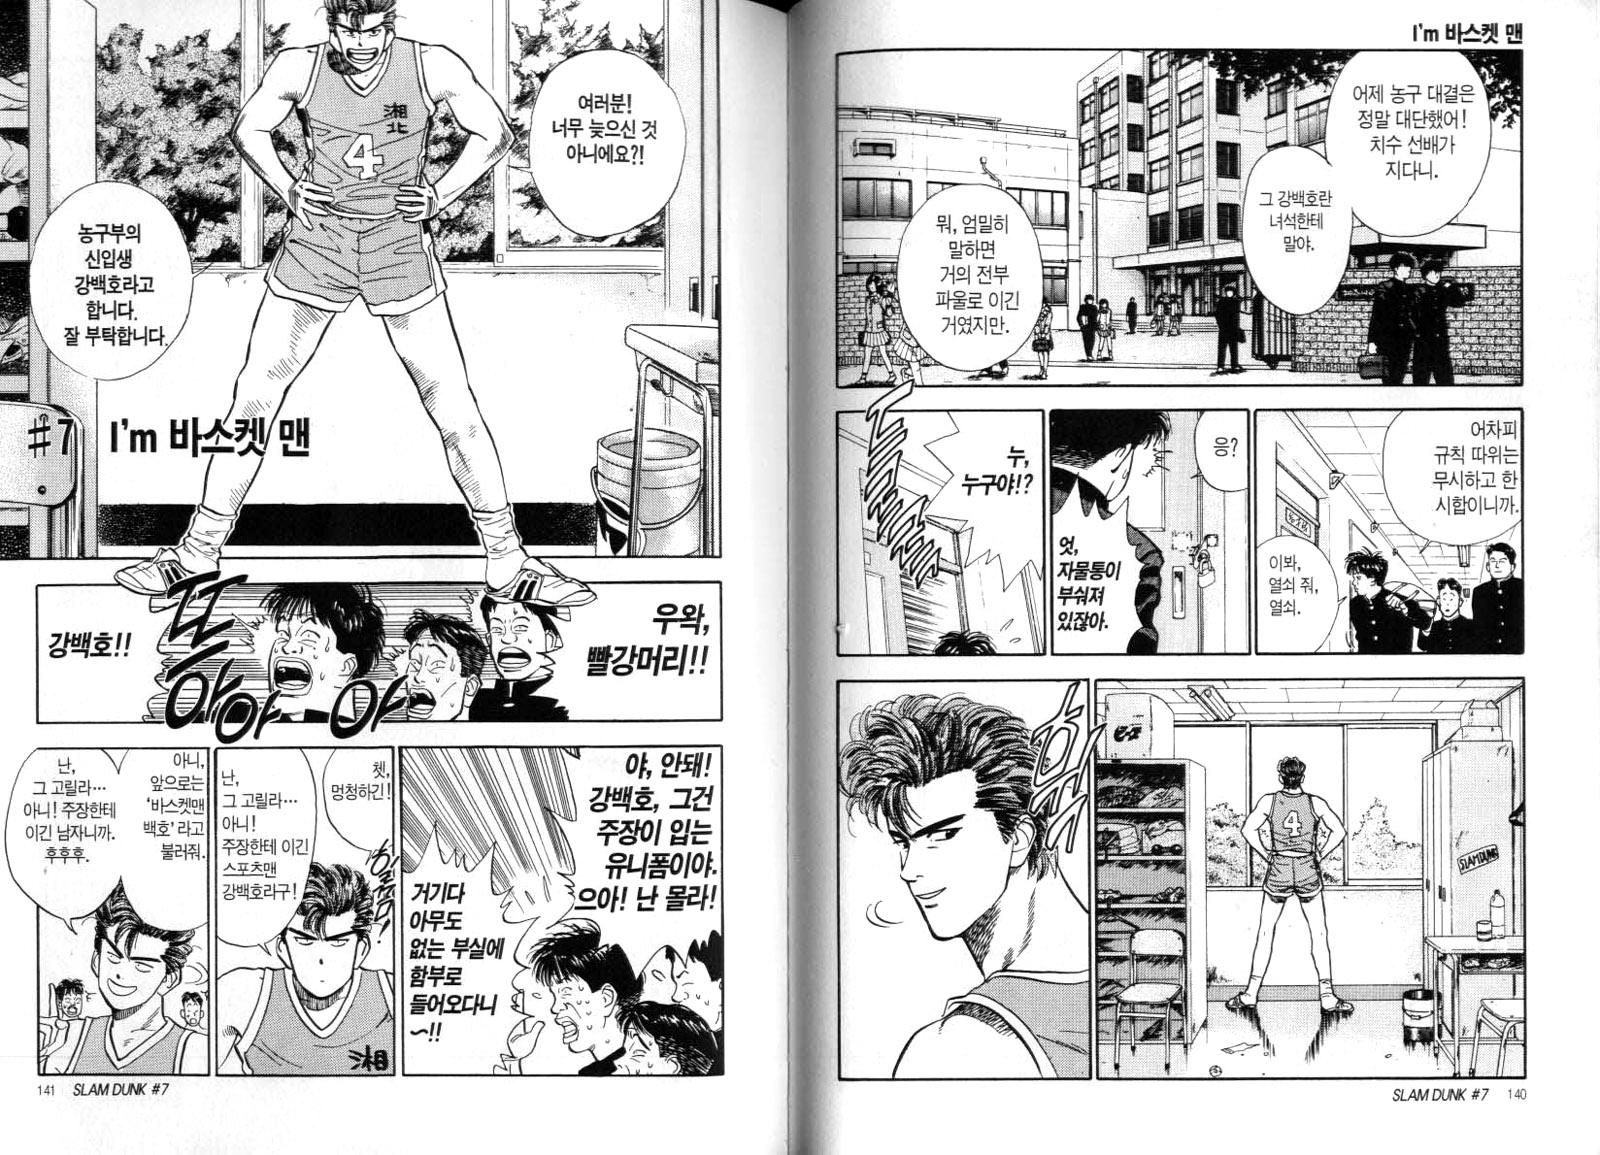 I'm 바스켓 맨
어제 농구 대결은
정말 대단했어!
치수 선배가
지다니.
그 강백호란
녀석한테
말야.
뭐, 엄밀히
말하면
거의 전부
파울로 이긴
거였지만.
어차피
규칙 따위는
무시하고 한
시합이니까.
이봐,
열쇠 줘,
열쇠.
응?
엇,
자물통이
부숴져
있잖아.
누,
누구야!?
4
SLAM DUNK
SLAM DUNK #7 140
여러분!
너무 늦으신 것
아니에요?!
湘
北
4
농구부의
신입생
강백호라고
합니다.
잘 부탁합니다.
#7 I'm 바스켓 맨
우왁,
빨강머리!!
강백호!!
야, 안돼!
강백호, 그건
주장이 입는
유니폼이야.
으아! 난 몰라!
거기다
아무도
없는 부실에
함부로
들어오다니
~!!
쳇,
멍청하긴!
난,
그 고릴라…
아니!
주장한테 이긴
스포츠맨
강백호라구!
湘
아니,
앞으로는
‘바스켓맨
백호’ 라고
불러줘.
난,
그 고릴라…
아니! 주장한테
이긴 남자니까.
후후후.
141 SLAM DUNK #7